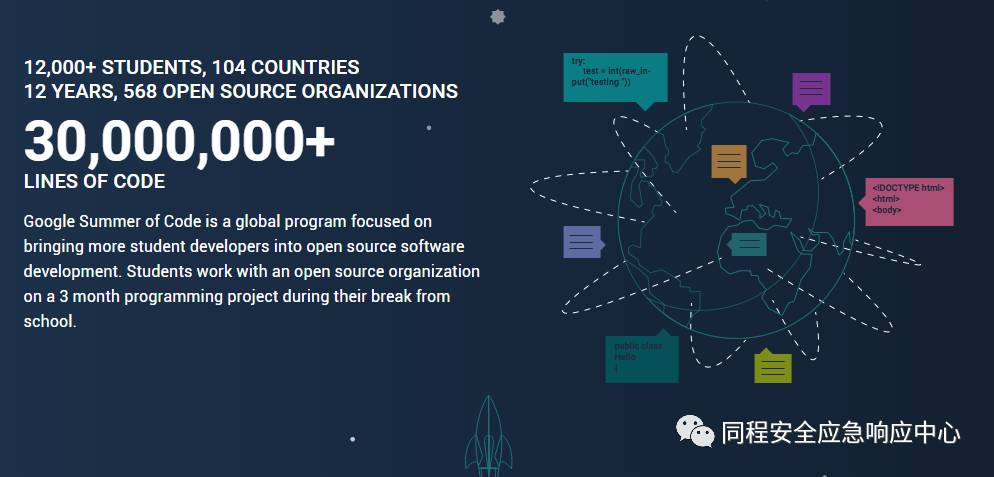 12,000+ STUDENTS, 104 COUNTRIES
12 YEARS, 568 OPEN SOURCE ORGANIZATIONS
30,000,000+
LINES OF CODE
Google Summer of Code is a global program focused on
bringing more student developers into open source software
development. Students work with an open source organization
on a 3 month programming project during their break from
school.
try:
test = int(raw_in-
put("testing "))
<!DOCTYPE html>
<html>
<body>
public class
Hello
{
同程安全应急响应中心